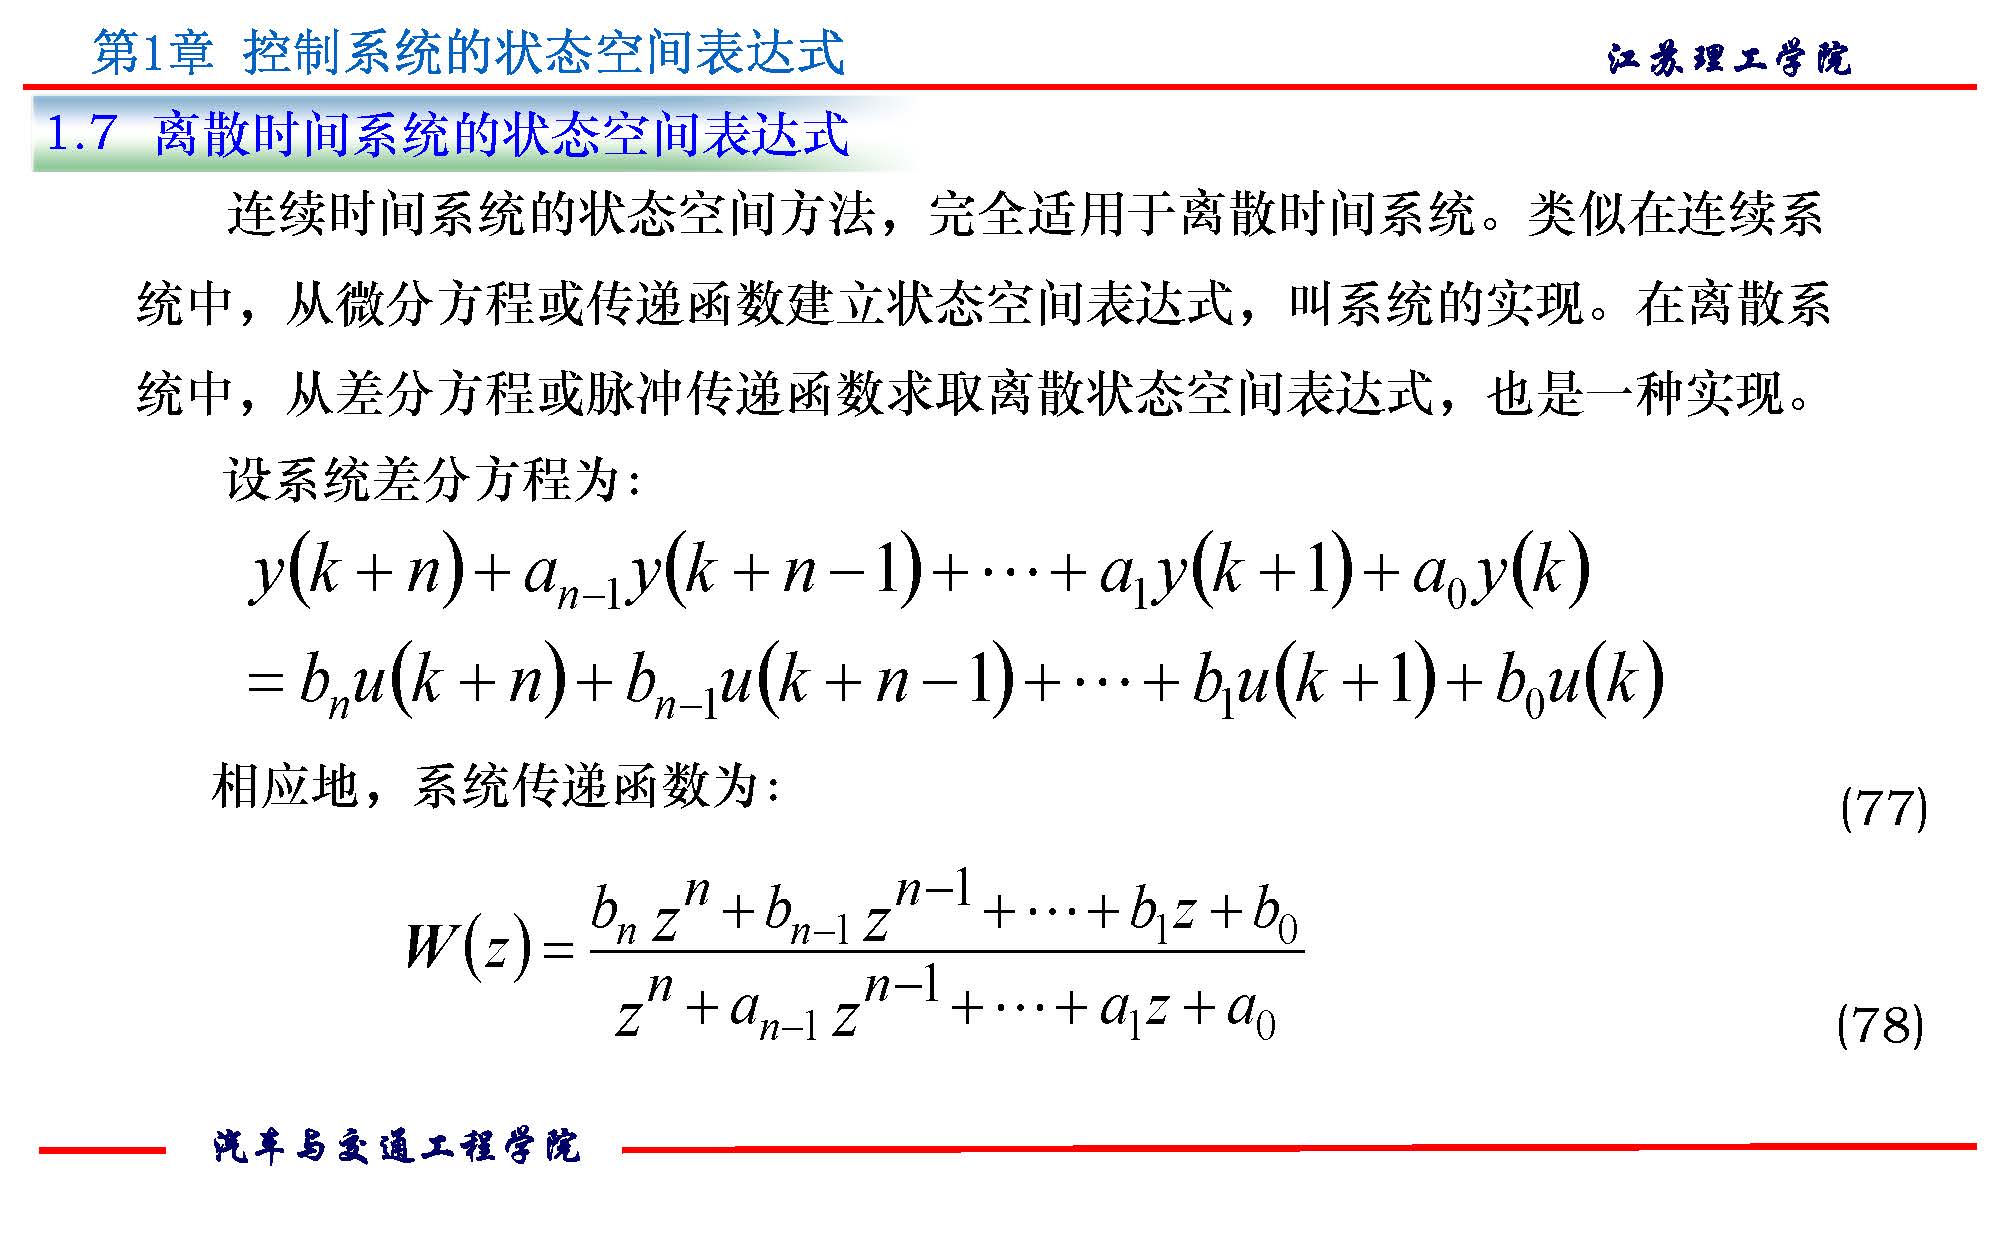 第1章 控制系统的状态空间表达式
江苏理工学院
1.7 离散时间系统的状态空间表达式
连续时间系统的状态空间方法，完全适用于离散时间系统。类似在连续系
统中，从微分方程或传递函数建立状态空间表达式，叫系统的实现。在离散系
统中，从差分方程或脉冲传递函数求取离散状态空间表达式，也是一种实现。
设系统差分方程为：
y(k+n)+a_{n-1}y(k+n-1)+⋯+a_1y(k+1)+a_0y(k)
=b_nu(k+n)+b_{n-1}u(k+n-1)+⋯+b_1u(k+1)+b_0u(k)
相应地，系统传递函数为：
(77)
W(z)=\frac{b_n z^n+b_{n-1} z^{n-1}+⋯+b_1z+b_0}{z^n+a_{n-1} z^{n-1}+⋯+a_1z+a_0}
(78)
汽车与交通工程学院